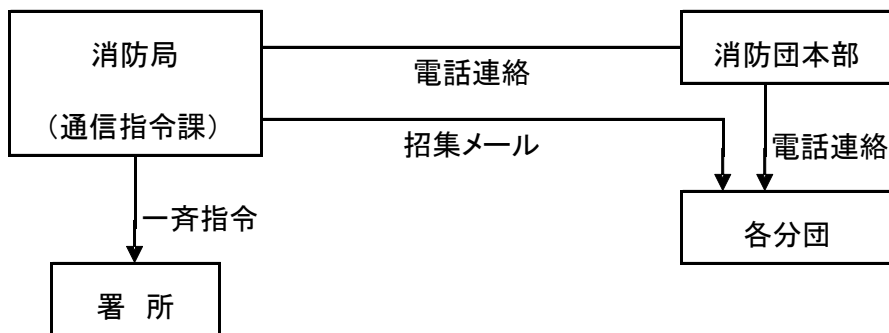 消防局
(通信指令課)
電話連絡
消防団本部
招集メール
電話連絡
一斉指令
各分団
署 所